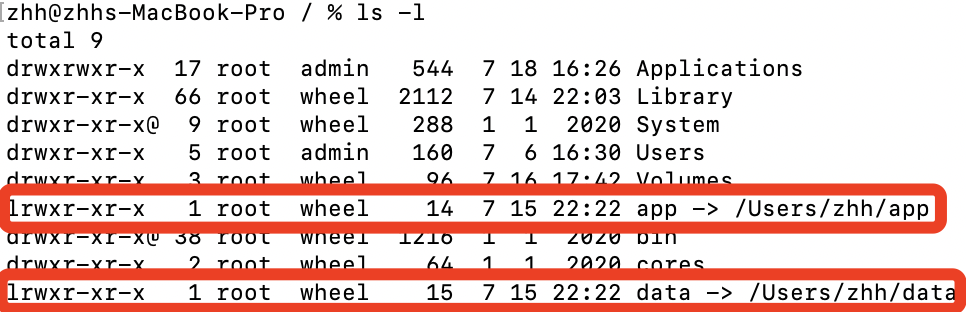 zhh@zhhs-MacBook-Pro / % ls -l
total 9
drwxrwxr-x  17 root  admin   544  7 18 16:26 Applications
drwxr-xr-x  66 root  wheel  2112  7 14 22:03 Library
drwxr-xr-x@  9 root  wheel   288  1  1  2020 System
drwxr-xr-x   5 root  admin   160  7  6 16:30 Users
drwxr-xr-x   3 root  wheel    96  7 16 17:42 Volumes
lrwxr-xr-x   1 root  wheel    14  7 15 22:22 app -> /Users/zhh/app
drwxr-xr-x@ 38 root  wheel  1216  1  1  2020 bin
drwxr-xr-x   2 root  wheel    64  1  1  2020 cores
lrwxr-xr-x   1 root  wheel    15  7 15 22:22 data -> /Users/zhh/data